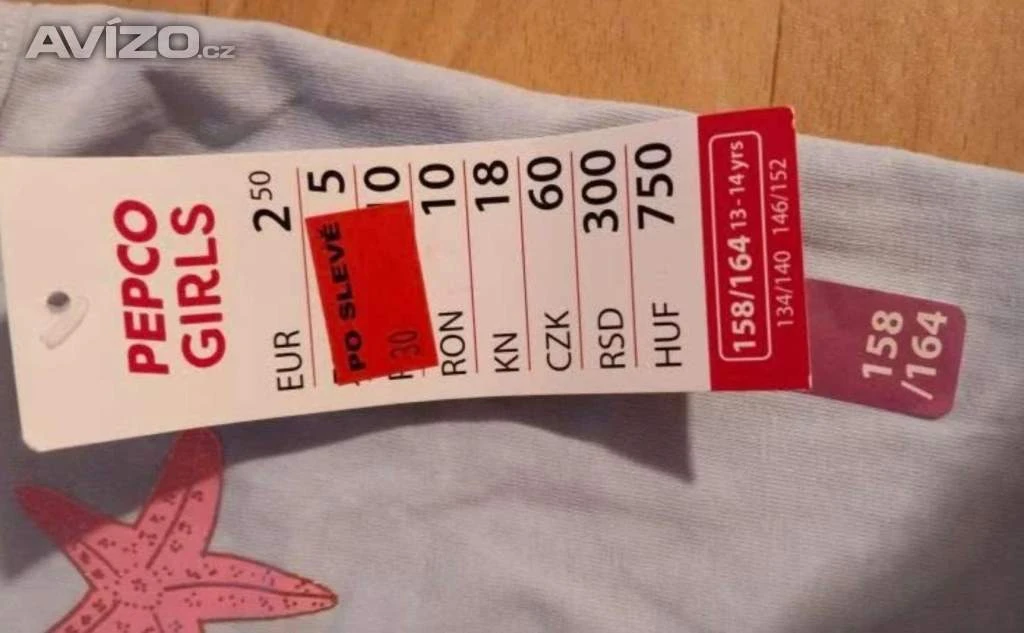 AVÍZO.cz
PEPCO
GIRLS
EUR 2 50
5
10
RON 10
KN 18
CZK 60
RSD 300
HUF 750
PO SLEVĚ
30
158/164 13-14 yrs
134/140 146/152
158
/164